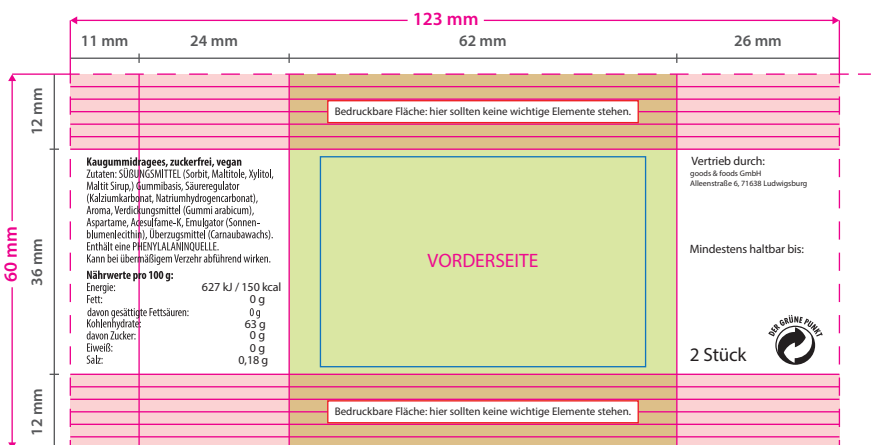 123 mm
11 mm
24 mm
62 mm
26 mm
12 mm
36 mm
60 mm
12 mm
Bedruckbare Fläche: hier sollten keine wichtige Elemente stehen.
Kaugummidragees, zuckerfrei, vegan
Zutaten: SÜßUNGSMITTEL (Sorbit, Maltitole, Xylitol,
Maltit Sirup,) Gummibasis, Säureregulator
(Kalziumkarbonat, Natriumhydrogencarbonat),
Aroma, Verdickungsmittel (Gummi arabicum),
Aspartame, Acesulfame-K, Emulgator (Sonnen-
blumenlecithin), Überzugsmittel (Carnaubawachs).
Enthält eine PHENYLALANINQUELLE.
Kann bei übermäßigem Verzehr abführend wirken.
Nährwerte pro 100 g:
Energie: 627 kJ / 150 kcal
Fett: 0 g
davon gesättigte Fettsäuren: 0 g
Kohlenhydrate: 63 g
davon Zucker: 0 g
Eiweiß: 0 g
Salz: 0,18 g
VORDERSEITE
Vertrieb durch:
goods & foods GmbH
Alleenstraße 6, 71638 Ludwigsburg
Mindestens haltbar bis:
2 Stück
DER GRÜNE PUNKT
Bedruckbare Fläche: hier sollten keine wichtige Elemente stehen.